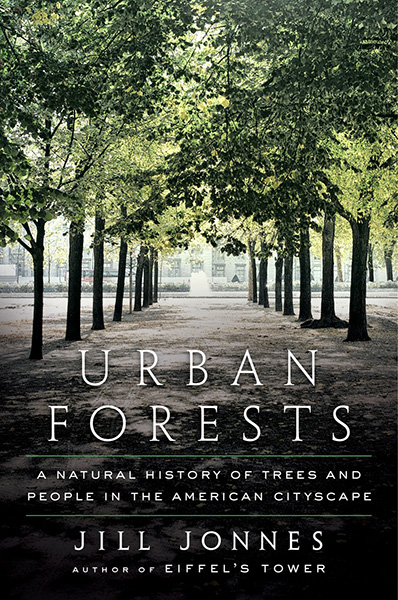 URBAN
FORESTS
A NATURAL HISTORY OF TREES AND
PEOPLE IN THE AMERICAN CITYSCAPE
JILL JONNES
AUTHOR OF EIFFEL'S TOWER